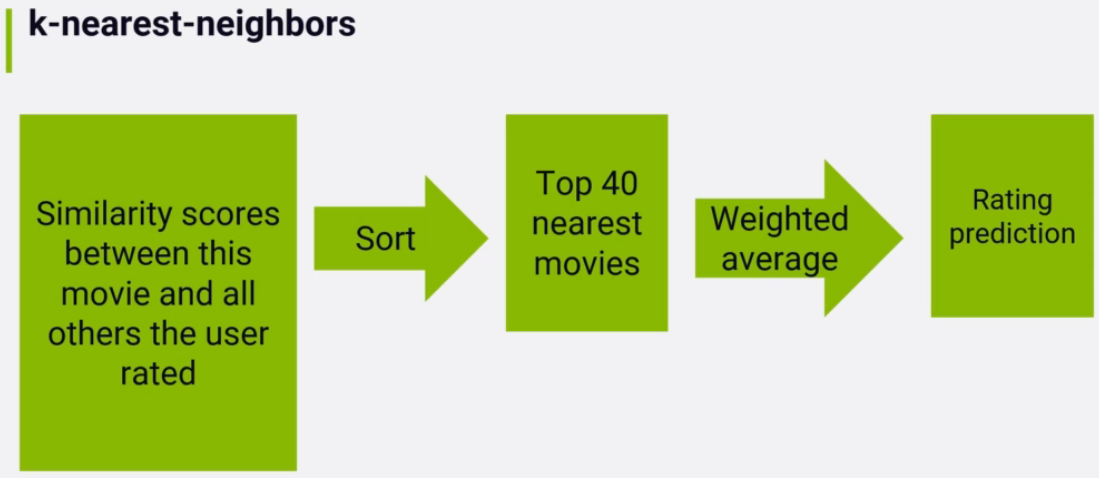 k-nearest-neighbors
Similarity scores
between this
movie and all
others the user
rated
Sort
Top 40
nearest
movies
Weighted
average
Rating
prediction